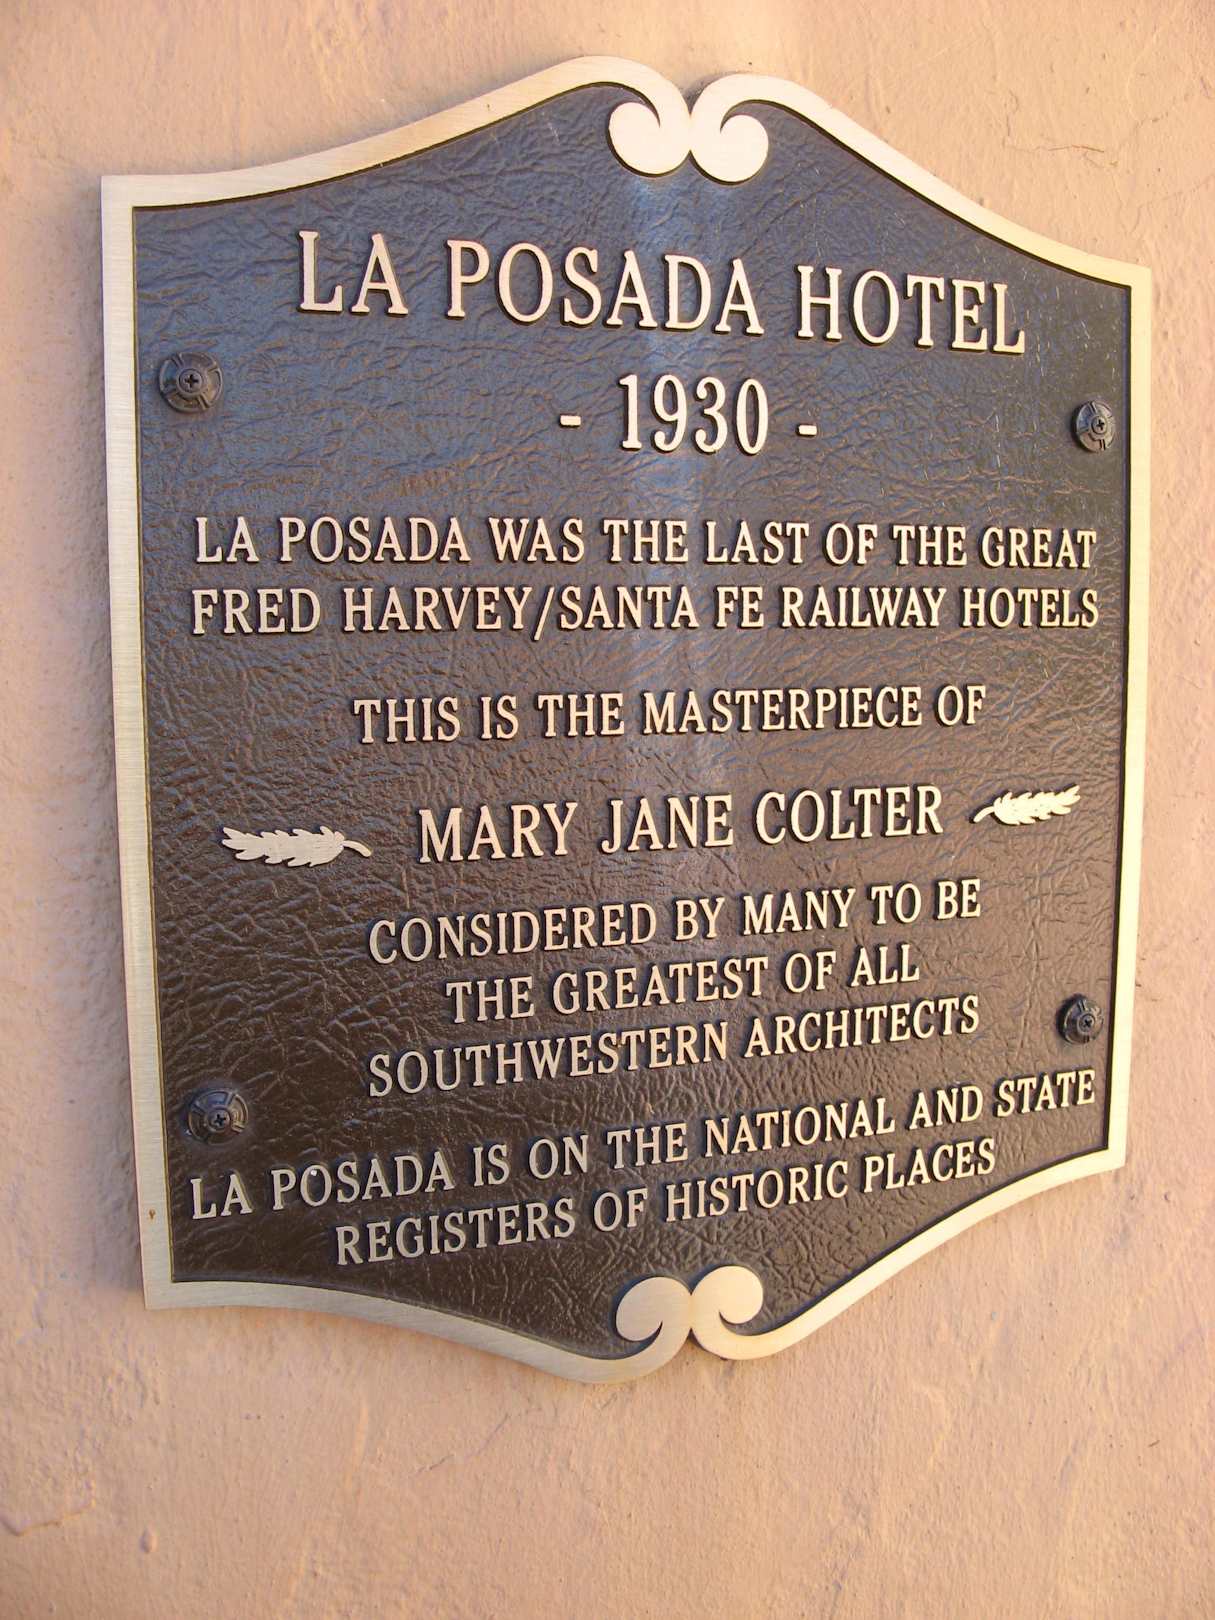 LA POSADA HOTEL
- 1930 -
LA POSADA WAS THE LAST OF THE GREAT
FRED HARVEY/SANTA FE RAILWAY HOTELS
THIS IS THE MASTERPIECE OF
MARY JANE COLTER
CONSIDERED BY MANY TO BE
THE GREATEST OF ALL
SOUTHWESTERN ARCHITECTS
LA POSADA IS ON THE NATIONAL AND STATE
REGISTERS OF HISTORIC PLACES